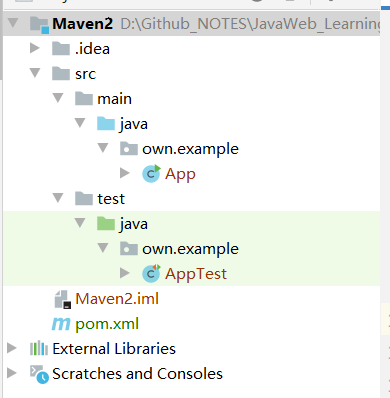 Maven2 D:\Github_NOTES\JavaWeb_Learning
.idea
src
main
java
own.example
App
test
java
own.example
AppTest
Maven2.iml
pom.xml
External Libraries
Scratches and Consoles